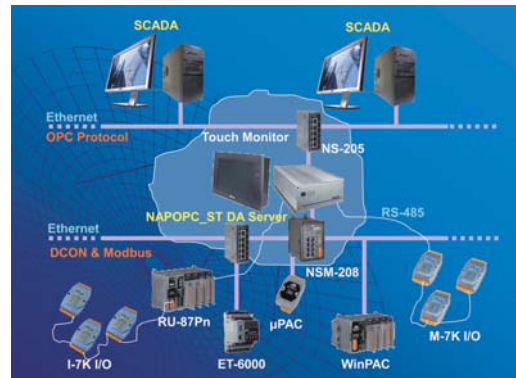 SCADA
SCADA
Ethernet
OPC Protocol
Touch Monitor
NS-205
NAPOPC_ST DA Server
RS-485
Ethernet
DCON & Modbus
NSM-208
RU-87Pn
µPAC
I-7K I/O
ET-6000
WinPAC
M-7K I/O